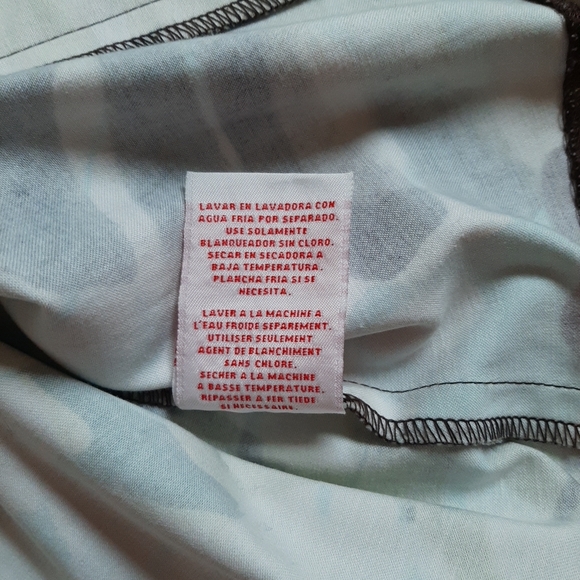 LAVAR EN LAVADORA CON
AGUA FRIA POR SEPARADO.
USE SOLAMENTE
BLANQUEADOR SIN CLORO.
SECAR EN SECADORA A
BAJA TEMPERATURA.
PLANCHA FRIA SI SE
NECESITA.
LAVER A LA MACHINE A
L'EAU FROIDE SEPAREMENT.
UTILISER SEULEMENT
AGENT DE BLANCHIMENT
SANS CHLORE.
SECHER A LA MACHINE
A BASSE TEMPERATURE.
REPASSER A FER TIEDE
SI NECESSAIRE.